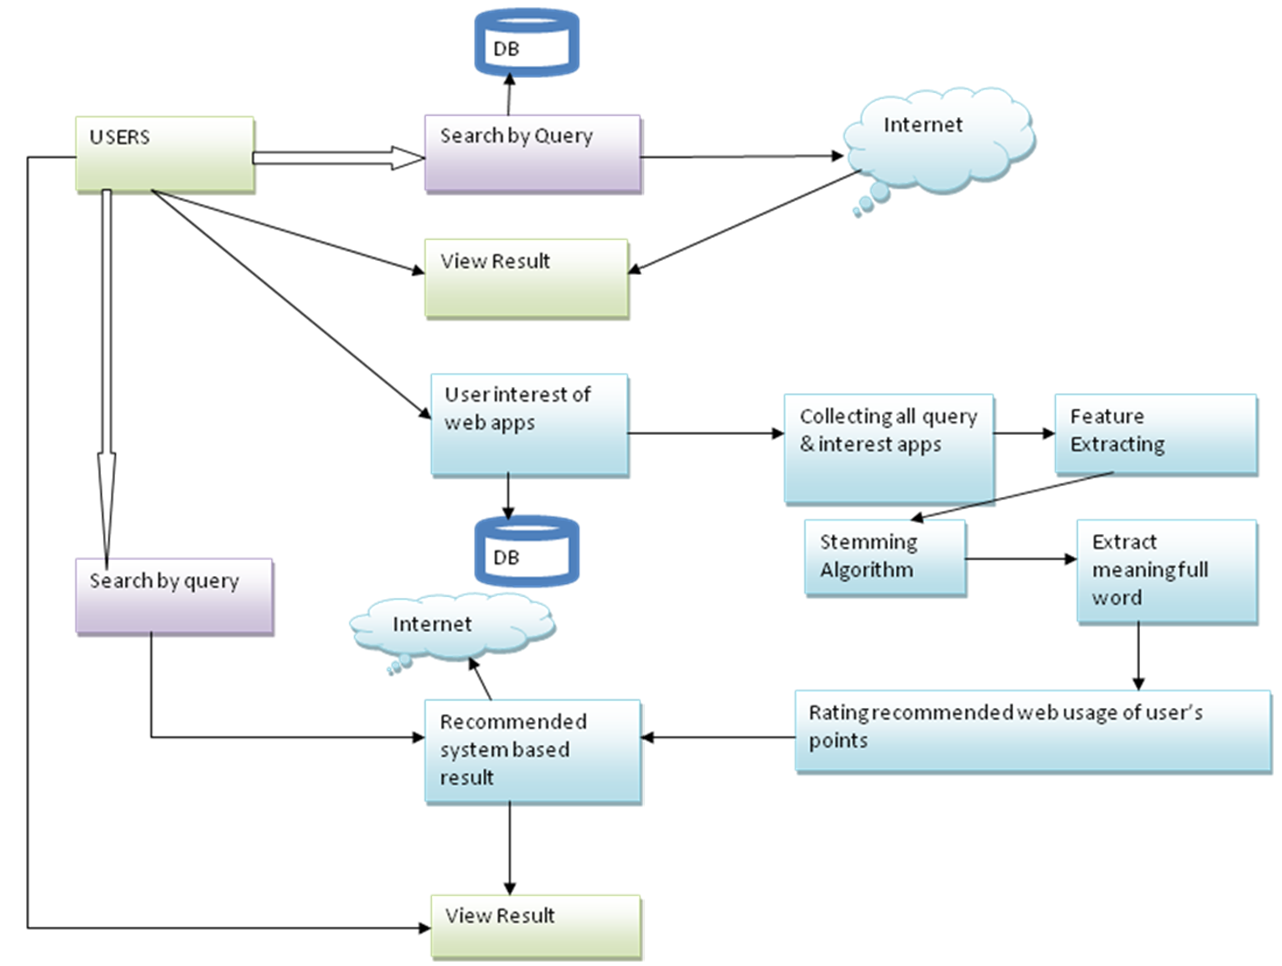 DB
USERS
Search by Query
Internet
View Result
User interest of
web apps
Collecting all query
& interest apps
Feature
Extracting
DB
Stemming
Algorithm
Extract
meaningfull
word
Search by query
Internet
Recommended
system based
result
Rating recommended web usage of user's
points
View Result